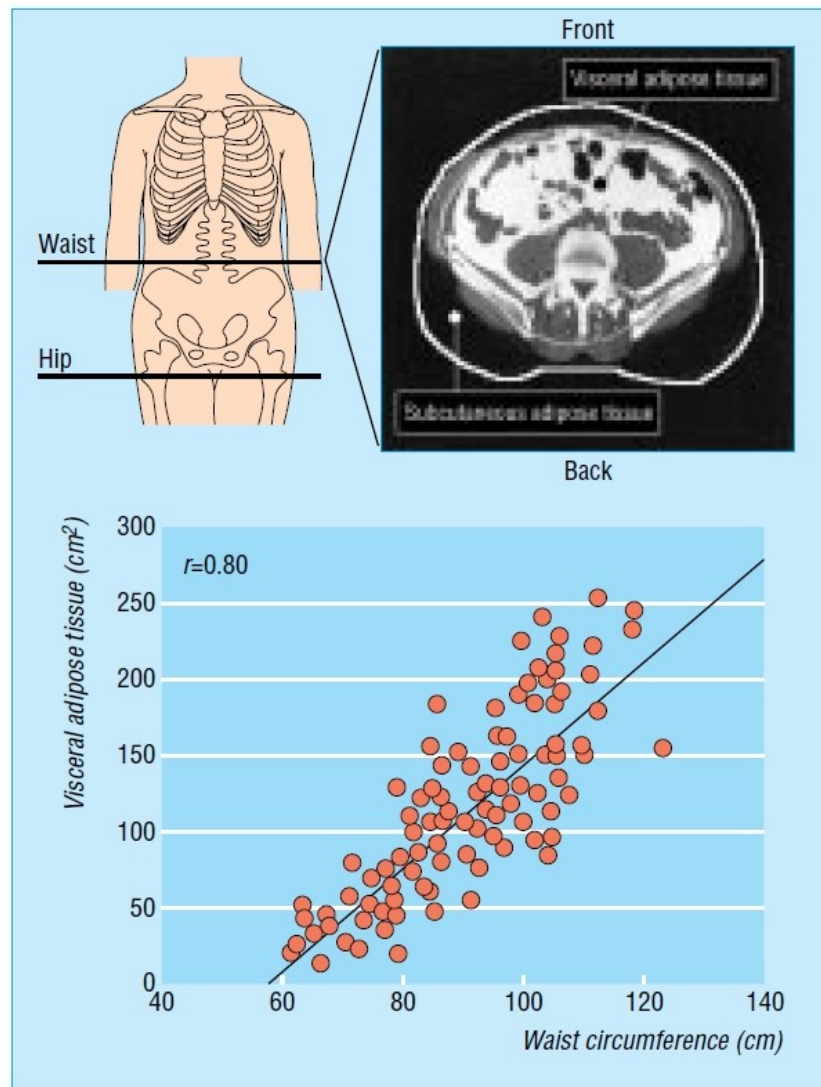 Front
Visceral adipose tissue
Waist
Hip
Subcutaneous adipose tissue
Back
Visceral adipose tissue (cm²)
300
250
200
150
100
50
0
r=0.80
40 60 80 100 120 140
Waist circumference (cm)